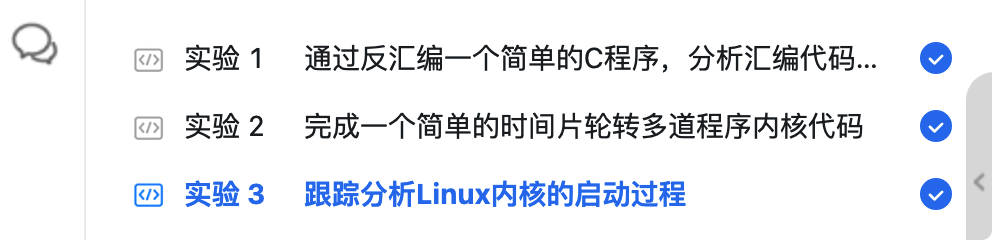 实验 1 通过反汇编一个简单的C程序，分析汇编代码...
实验 2 完成一个简单的时间片轮转多道程序内核代码
实验 3 跟踪分析Linux内核的启动过程